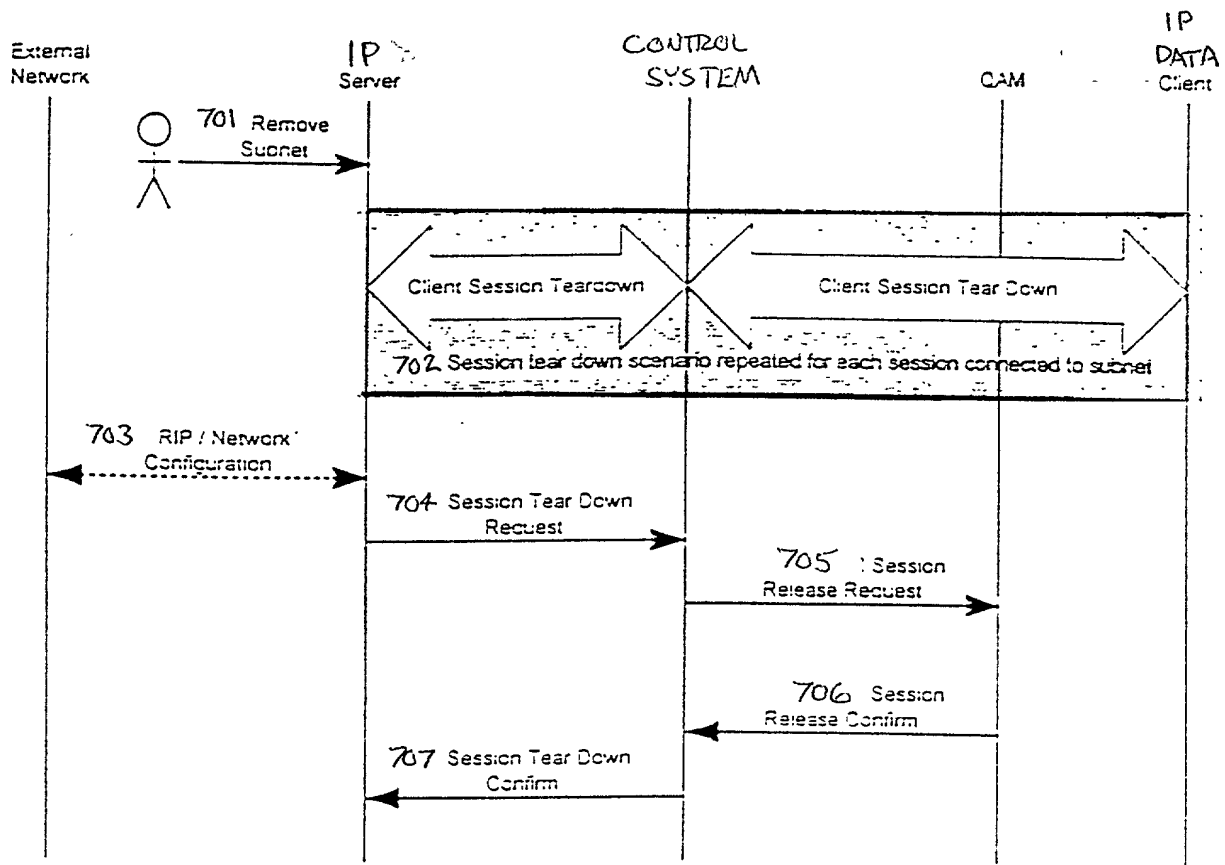 External
Network
IP
Server
CONTROL
SYSTEM
CAM
IP
DATA
Client
701 Remove
Subnet
Client Session Teardown
Client Session Tear Down
702 Session tear down scenario repeated for each session connected to subnet
703 RIP / Network
Configuration
704 Session Tear Down
Request
705 Session
Release Request
706 Session
Release Confirm
707 Session Tear Down
Confirm